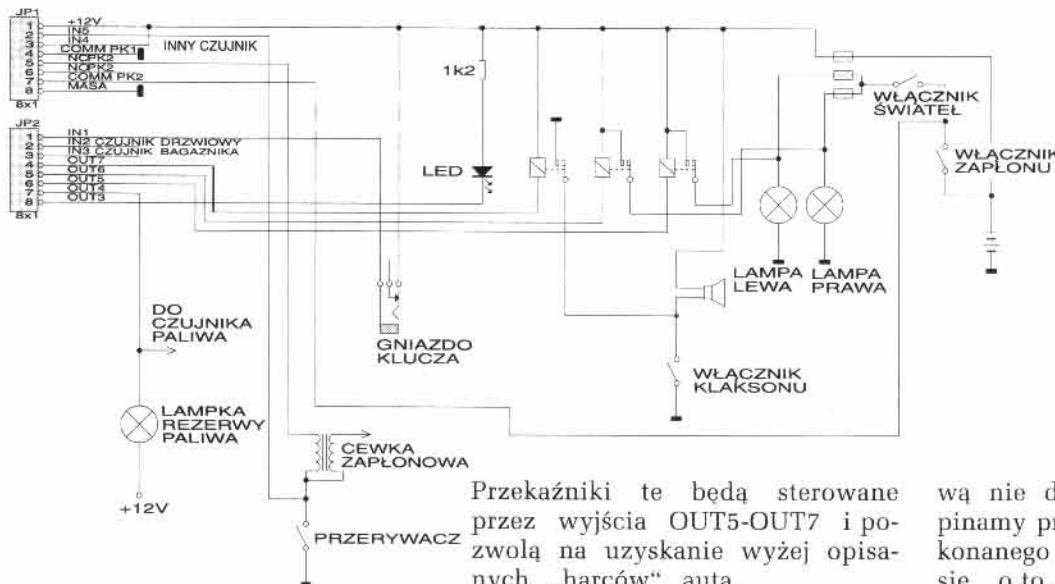 JP1
1 +12V
2 IN5
3 IN4
4 COMM PK1
5 NOPK2
6 NCPK2
7 COMM PK2
8 MASA
8x1
INNY CZUJNIK
JP2
1 IN1
2 IN2 CZUJNIK DRZWIOWY
3 IN3 CZUJNIK BAGAŻNIKA
4 OUT7
5 OUT6
6 OUT5
7 OUT4
8 OUT3
8x1
1k2
LED
WŁĄCZNIK
ŚWIATEŁ
WŁĄCZNIK
ZAPŁONU
LAMPA
LEWA
LAMPA
PRAWA
DO
CZUJNIKA
PALIWA
GNIAZDO
KLUCZA
WŁĄCZNIK
KLAKSONU
LAMPKA
REZERWY
PALIWA
+12V
CEWKA
ZAPŁONOWA
PRZERYWACZ
Przekaźniki te będą sterowane
przez wyjścia OUT5-OUT7 i po-
zwolą na uzyskanie wyżej opisa-
nych „harców“ auta
wą nie d
pinamy pr
konanego
się o to